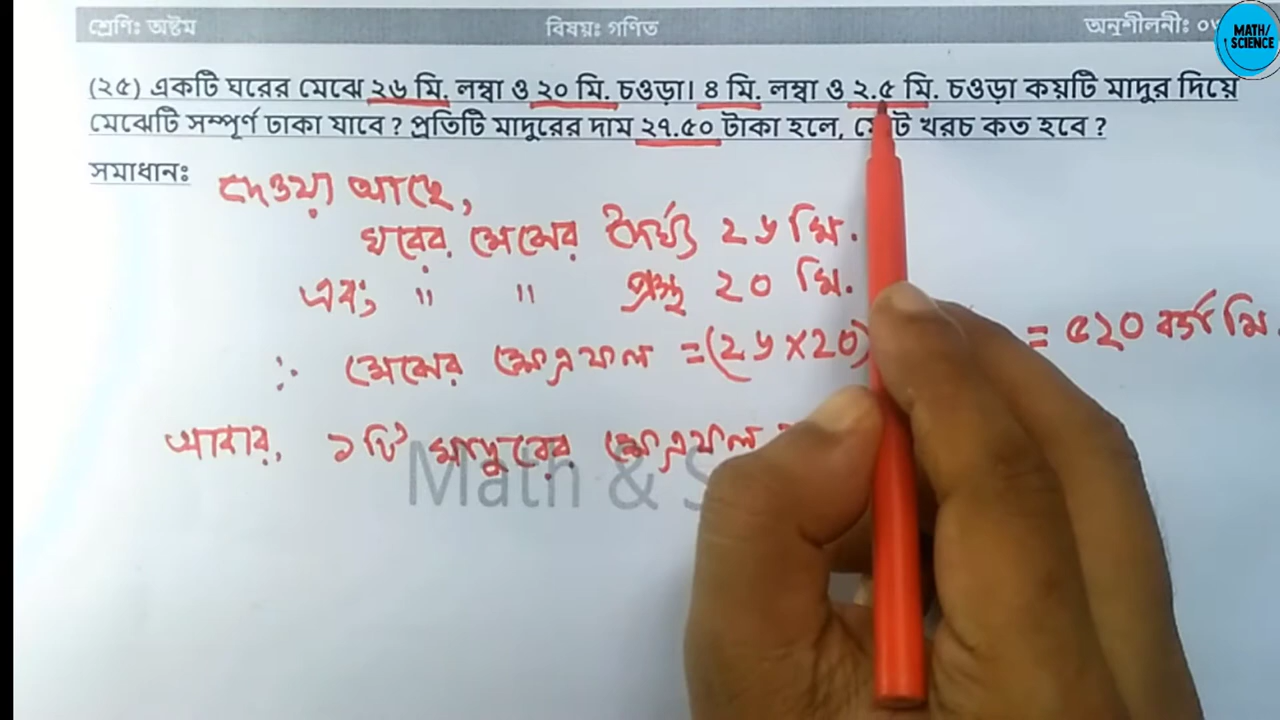 শ্রেণিঃ অষ্টম বিষয়ঃ গণিত অনুশীলনীঃ
MATH/
SCIENCE
(২৫) একটি ঘরের মেঝে ২৬ মি. লম্বা ও ২০ মি. চওড়া। ৪ মি. লম্বা ও ২.৫ মি. চওড়া কয়টি মাদুর দিয়ে
মেঝেটি সম্পূর্ণ ঢাকা যাবে ? প্রতিটি মাদুরের দাম ২৭.৫০ টাকা হলে, খরচ কত হবে ?
সমাধানঃ দেওয়া আছে,
ঘরের মেঝের দৈর্ঘ্য ২৬ মি.
এবং " " প্রস্থ ২০ মি.
∴ মেঝের ক্ষেত্রফল = (২৬×২০) = ৫২০ বর্গ মি.
আবার, ১টি মাদুরের ক্ষেত্রফল
Math &